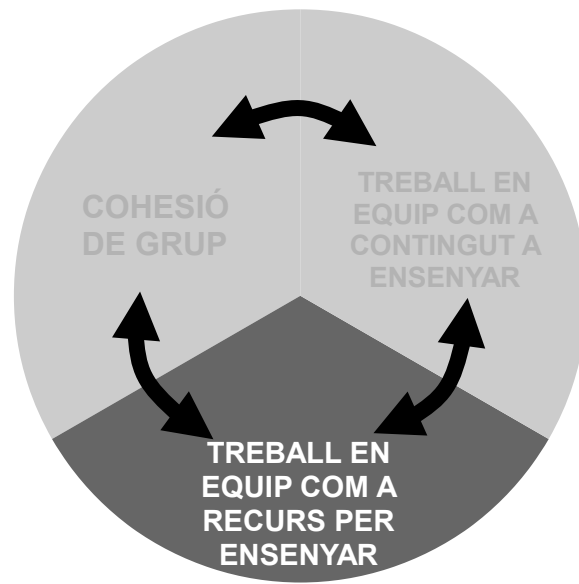 COHESIÓ
DE GRUP
TREBALL EN
EQUIP COM A
CONTINGUT A
ENSENYAR
TREBALL EN
EQUIP COM A
RECURS PER
ENSENYAR